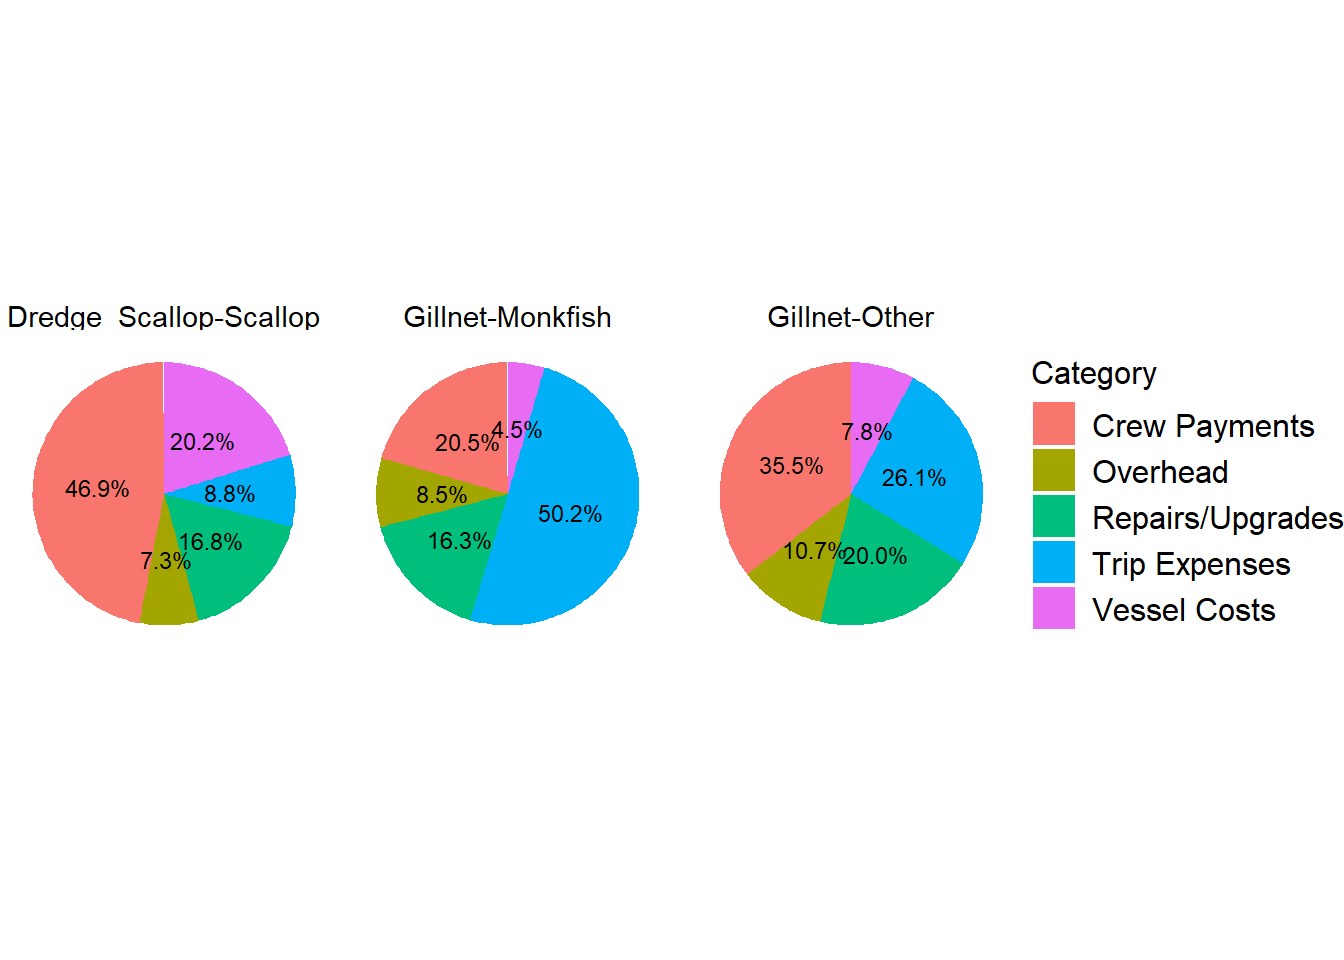 Dredge_Scallop-Scallop
Gillnet-Monkfish
Gillnet-Other
20.2%
46.9%
8.8%
16.8%
7.3%
4.5%
20.5%
8.5%
50.2%
16.3%
7.8%
35.5%
26.1%
10.7%
20.0%
Category
Crew Payments
Overhead
Repairs/Upgrades
Trip Expenses
Vessel Costs